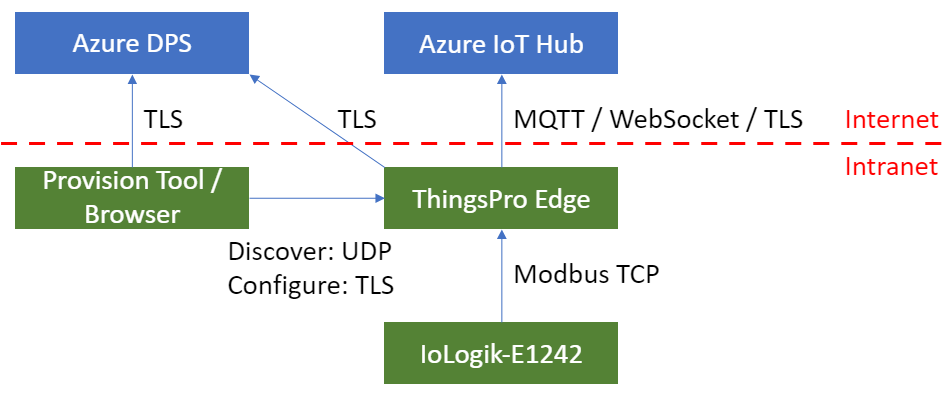 Azure DPS
Azure IoT Hub
TLS
TLS
MQTT / WebSocket / TLS
Internet
Intranet
Provision Tool /
Browser
ThingsPro Edge
Discover: UDP
Configure: TLS
Modbus TCP
IoLogik-E1242